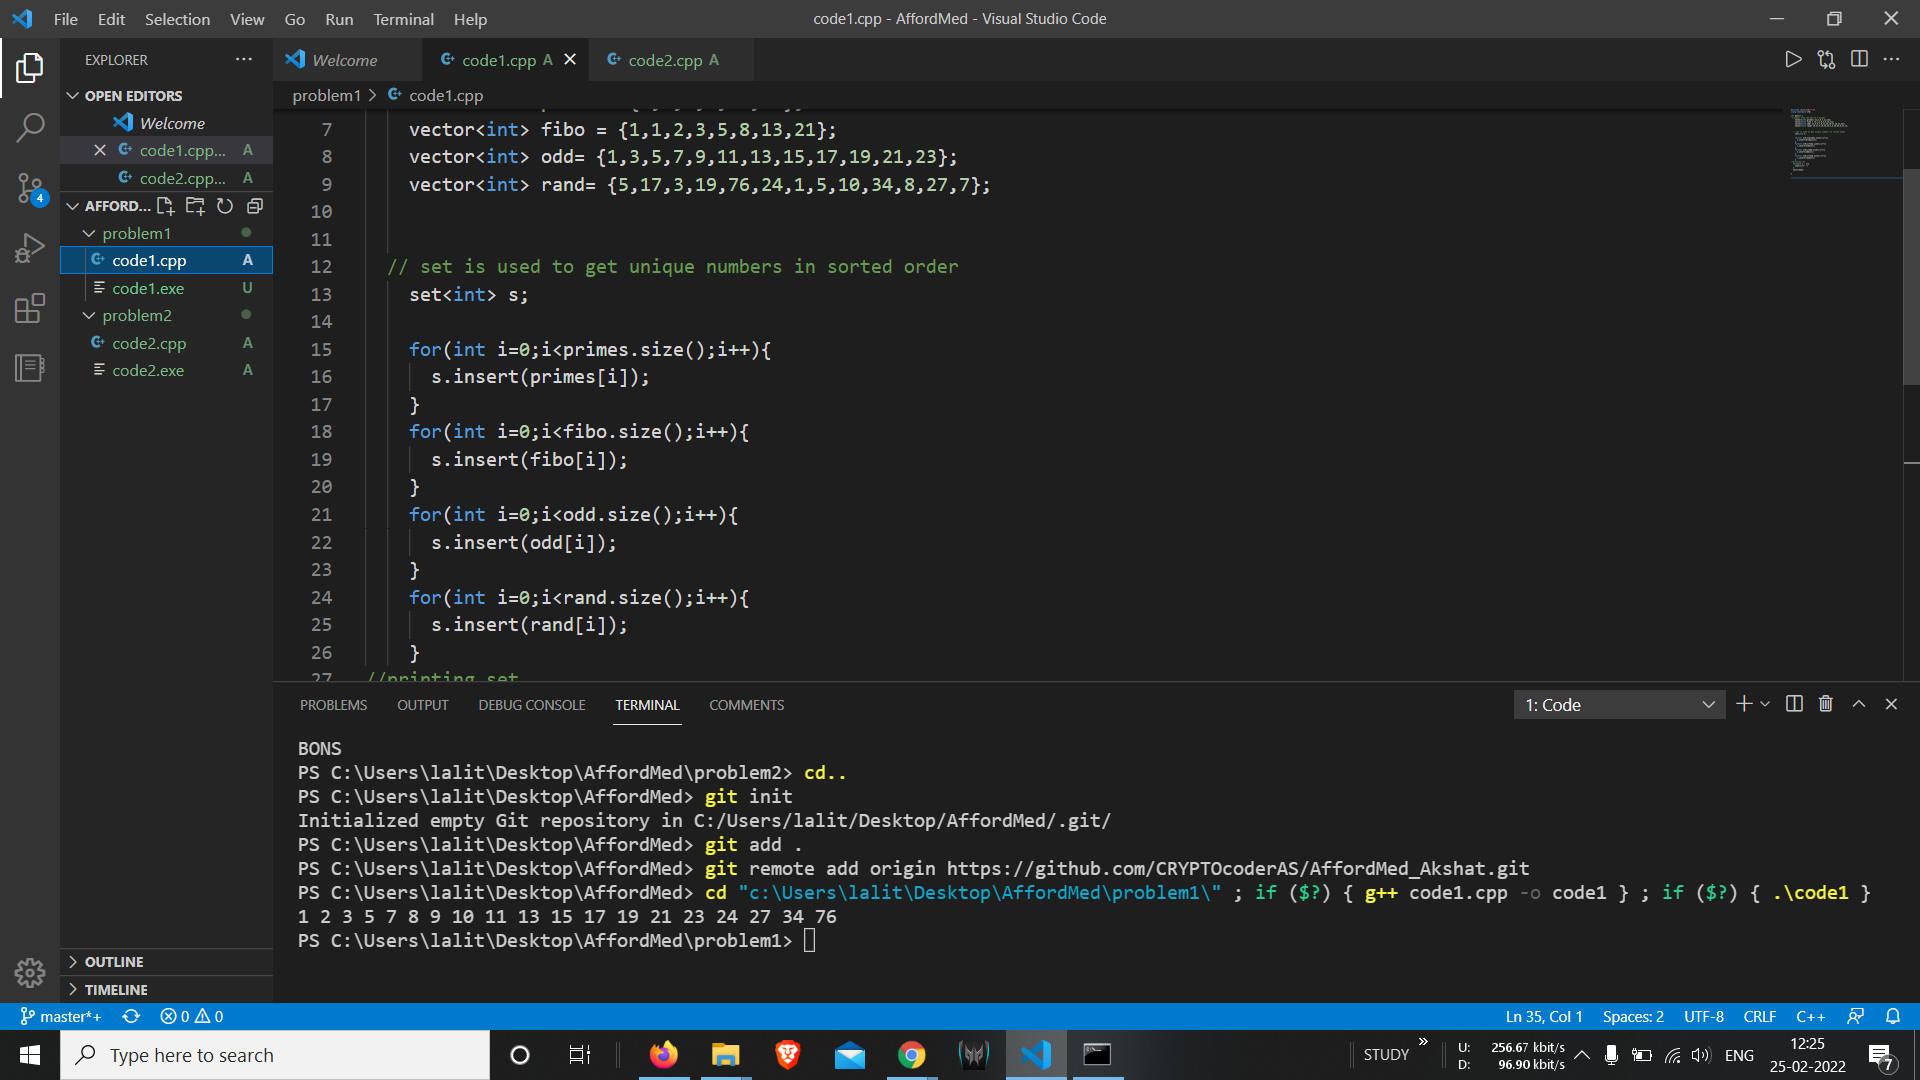 File Edit Selection View Go Run Terminal Help
code1.cpp - AffordMed - Visual Studio Code
EXPLORER
OPEN EDITORS
Welcome
code1.cpp... A
code2.cpp... A
AFFORD...
problem1
code1.cpp A
code1.exe U
problem2
code2.cpp A
code2.exe A
OUTLINE
TIMELINE
4
Welcome
code1.cpp A
code2.cpp A
problem1 > code1.cpp
7 vector<int> fibo = {1,1,2,3,5,8,13,21};
8 vector<int> odd= {1,3,5,7,9,11,13,15,17,19,21,23};
9 vector<int> rand= {5,17,3,19,76,24,1,5,10,34,8,27,7};
10
11
12 // set is used to get unique numbers in sorted order
13 set<int> s;
14
15 for(int i=0;i<primes.size();i++){
16 s.insert(primes[i]);
17 }
18 for(int i=0;i<fibo.size();i++){
19 s.insert(fibo[i]);
20 }
21 for(int i=0;i<odd.size();i++){
22 s.insert(odd[i]);
23 }
24 for(int i=0;i<rand.size();i++){
25 s.insert(rand[i]);
26 }
27 //printing set
PROBLEMS OUTPUT DEBUG CONSOLE TERMINAL COMMENTS
1: Code
BONS
PS C:\Users\lalit\Desktop\AffordMed\problem2> cd..
PS C:\Users\lalit\Desktop\AffordMed> git init
Initialized empty Git repository in C:/Users/lalit/Desktop/AffordMed/.git/
PS C:\Users\lalit\Desktop\AffordMed> git add .
PS C:\Users\lalit\Desktop\AffordMed> git remote add origin https://github.com/CRYPTOcoderAS/AffordMed_Akshat.git
PS C:\Users\lalit\Desktop\AffordMed> cd "c:\Users\lalit\Desktop\AffordMed\problem1\" ; if ($?) { g++ code1.cpp -o code1 } ; if ($?) { .\code1 }
1 2 3 5 7 8 9 10 11 13 15 17 19 21 23 24 27 34 76
PS C:\Users\lalit\Desktop\AffordMed\problem1>
master*+ 0 0
Ln 35, Col 1 Spaces: 2 UTF-8 CRLF C++
Type here to search
STUDY
U: 256.67 kbit/s
D: 96.90 kbit/s
ENG
12:25
25-02-2022
7